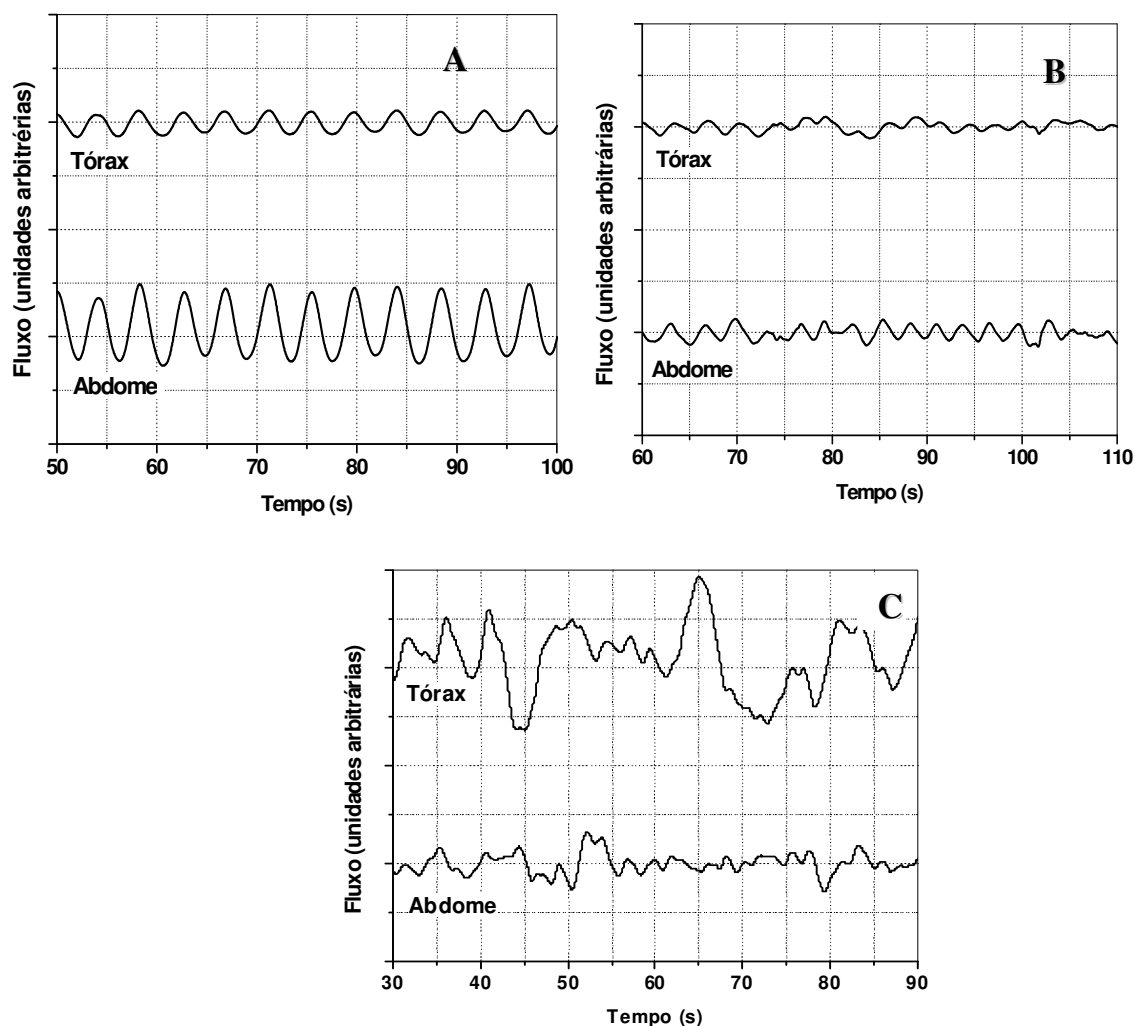 A
Fluxo (unidades arbitrérias)
Tórax
Abdome
50 60 70 80 90 100
Tempo (s)
B
Fluxo (unidades arbitrárias)
Tórax
Abdome
60 70 80 90 100 110
Tempo (s)
C
Fluxo (unidades arbitrárias)
Tórax
Abdome
30 40 50 60 70 80 90
Tempo (s)